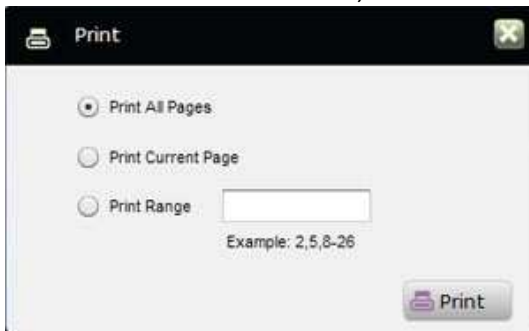 Print
Print All Pages
Print Current Page
Print Range
Example: 2,5,8-26
Print